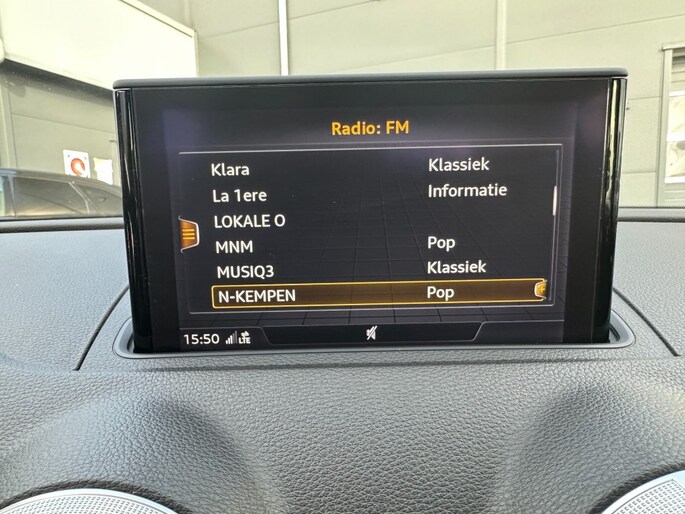 Radio: FM
Klara Klassiek
La 1ere Informatie
LOKALE O
MNM Pop
MUSIQ3 Klassiek
N-KEMPEN Pop
15:50 LTE